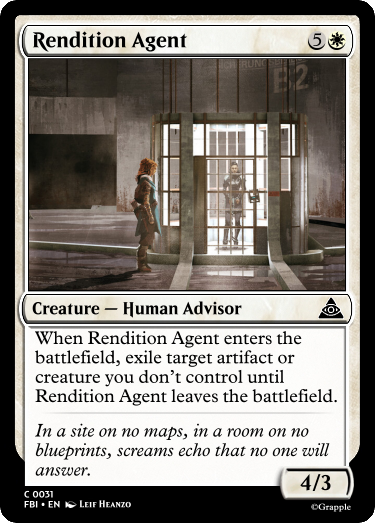 Rendition Agent 5
B2
Creature — Human Advisor
When Rendition Agent enters the
battlefield, exile target artifact or
creature you don't control until
Rendition Agent leaves the battlefield.
In a site on no maps, in a room on no
blueprints, screams echo that no one will
answer.
4/3
C 0031
FBI • EN Leif Heanzo
©Grapple